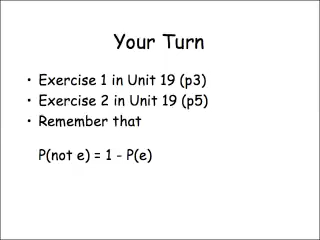 Your Turn
• Exercise 1 in Unit 19 (p3)
• Exercise 2 in Unit 19 (p5)
• Remember that
P(not e) = 1 - P(e)